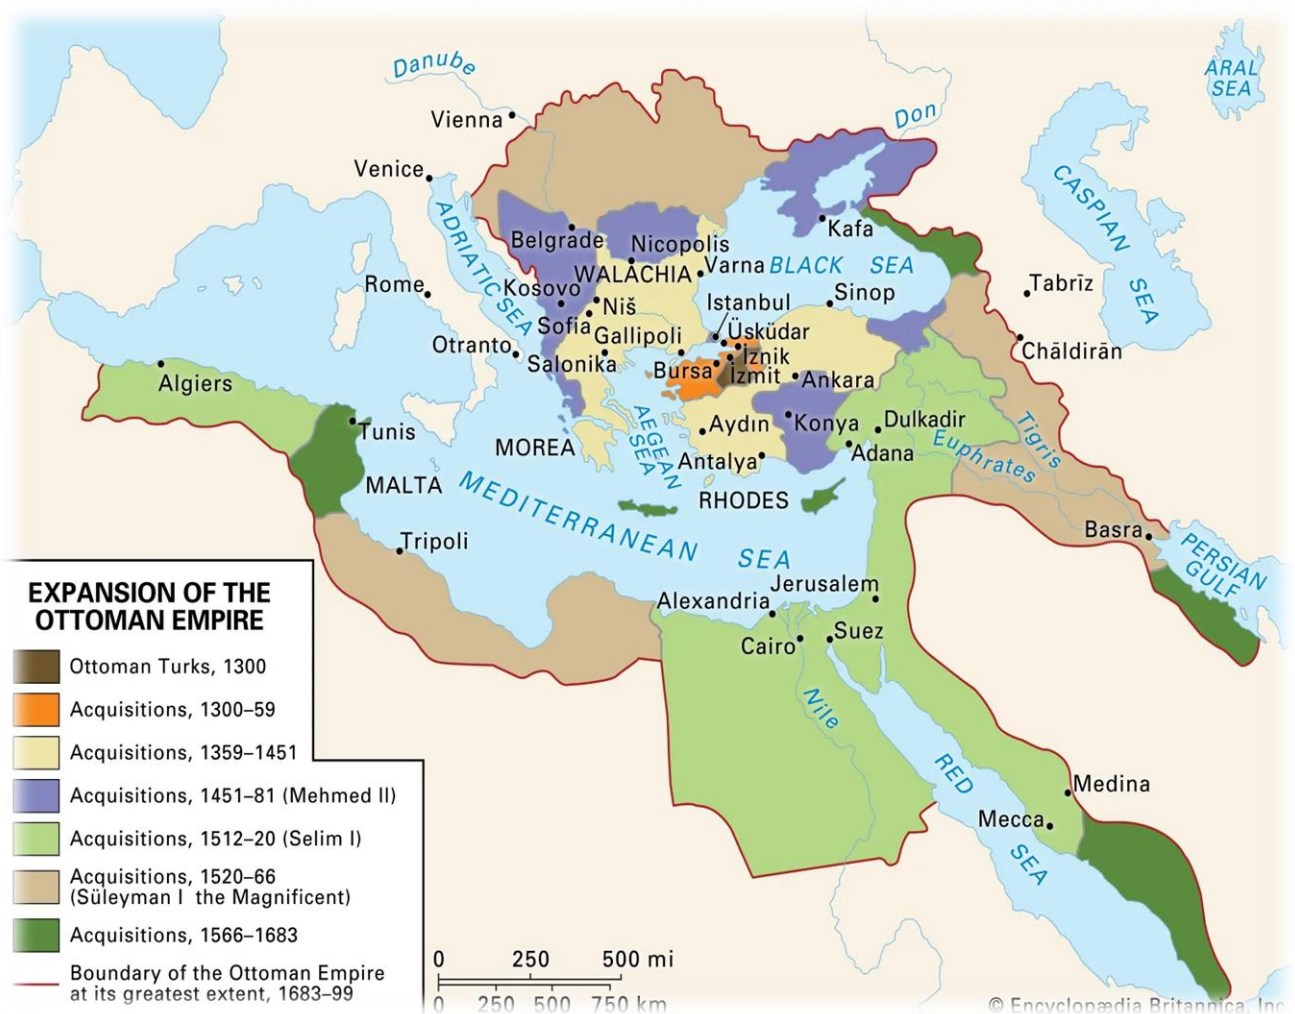 ARAL
SEA
Danube
Don
Vienna
Venice
CASPIAN
SEA
ADRIATIC SEA
Belgrade
Nicopolis
Kafa
WALACHIA
Varna
BLACK SEA
Tabrīz
Rome
Kosovo
Niš
Istanbul
Sinop
Sofia
Gallipoli
Üsküdar
Otranto
Salonika
Bursa
İznik
İzmit
Ankara
Chāldirān
Algiers
AEGEAN
SEA
Aydın
Konya
Dulkadir
Tigris
Tunis
MOREA
Antalya
Adana
Euphrates
MALTA
MEDITERRANEAN SEA
RHODES
Basra
PERSIAN
GULF
Tripoli
Jerusalem
Alexandria
Cairo
Suez
Nile
RED
SEA
Medina
Mecca
EXPANSION OF THE
OTTOMAN EMPIRE
Ottoman Turks, 1300
Acquisitions, 1300–59
Acquisitions, 1359–1451
Acquisitions, 1451–81 (Mehmed II)
Acquisitions, 1512–20 (Selim I)
Acquisitions, 1520–66
(Süleyman I the Magnificent)
Acquisitions, 1566–1683
Boundary of the Ottoman Empire
at its greatest extent, 1683–99
0 250 500 mi
0 250 500 750 km
© Encyclopædia Britannica, Inc